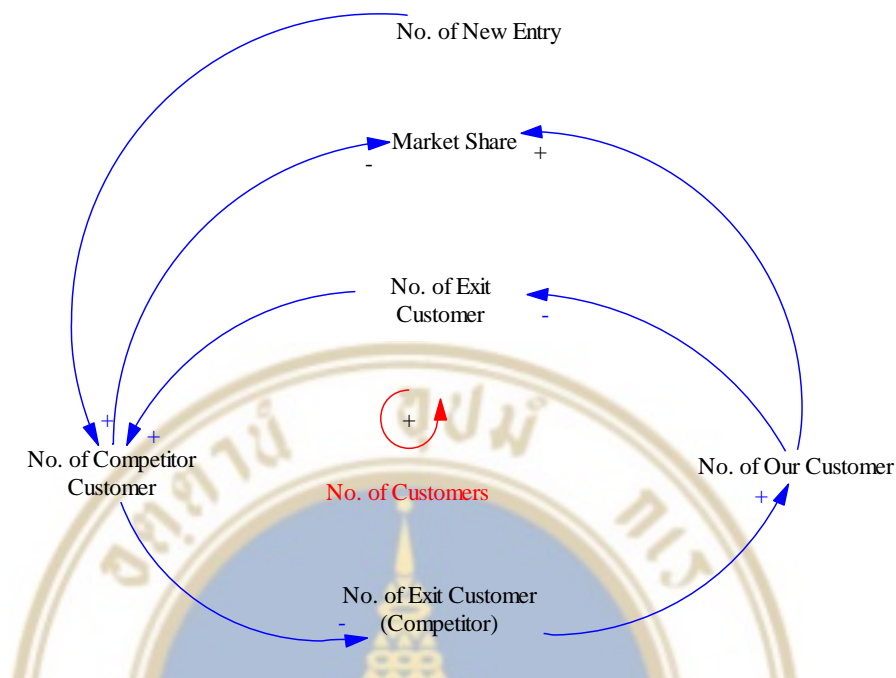 No. of New Entry
Market Share
-
+
No. of Exit
Customer
-
+
+
+
No. of Competitor
Customer
No. of Our Customer
+
No. of Customers
No. of Exit Customer
(Competitor)
-